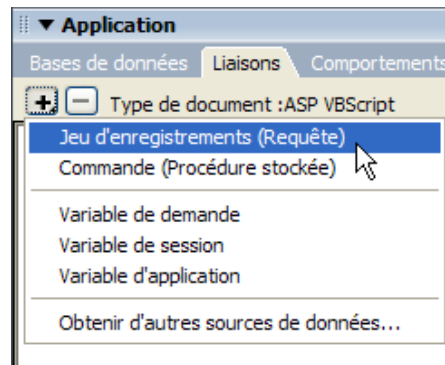 Application
Bases de données Liaisons Comportements
Type de document :ASP VBScript
Jeu d'enregistrements (Requête)
Commande (Procédure stockée)
Variable de demande
Variable de session
Variable d'application
Obtenir d'autres sources de données...